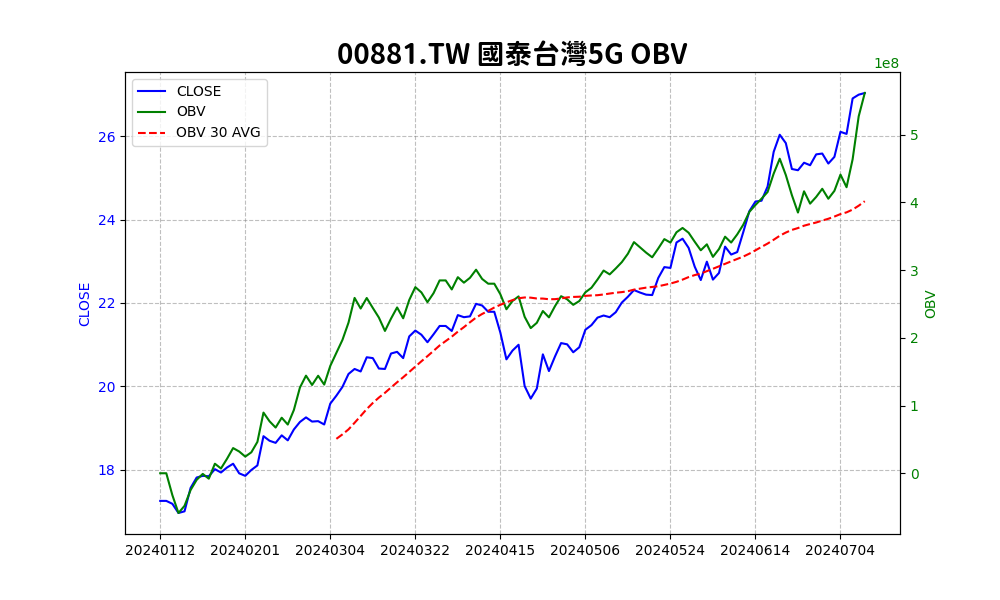 00881.TW 國泰台灣5G OBV
1e8
CLOSE
OBV
OBV 30 AVG
26
24
22
20
18
CLOSE
5
4
3
2
1
0
OBV
20240112 20240201 20240304 20240322 20240415 20240506 20240524 20240614 20240704